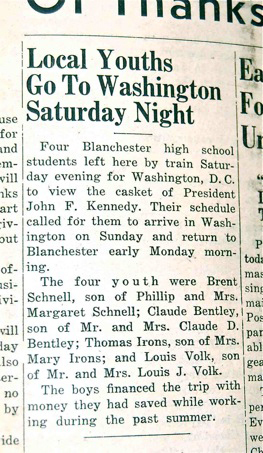 Of Thanks
Local Youths
Go To Washington
Saturday Night
Four Blanchester high school
students left here by train Satur-
day evening for Washington, D. C.
to view the casket of President
John F. Kennedy. Their schedule
called for them to arrive in Wash-
ington on Sunday and return to
Blanchester early Monday morn-
ing.
The four youth were Brent
Schnell, son of Phillip and Mrs.
Margaret Schnell; Claude Bentley,
son of Mr. and Mrs. Claude D.
Bentley; Thomas Irons, son of Mrs.
Mary Irons; and Louis Volk, son
of Mr. and Mrs. Louis J. Volk.
The boys financed the trip with
money they had saved while work-
ing during the past summer.